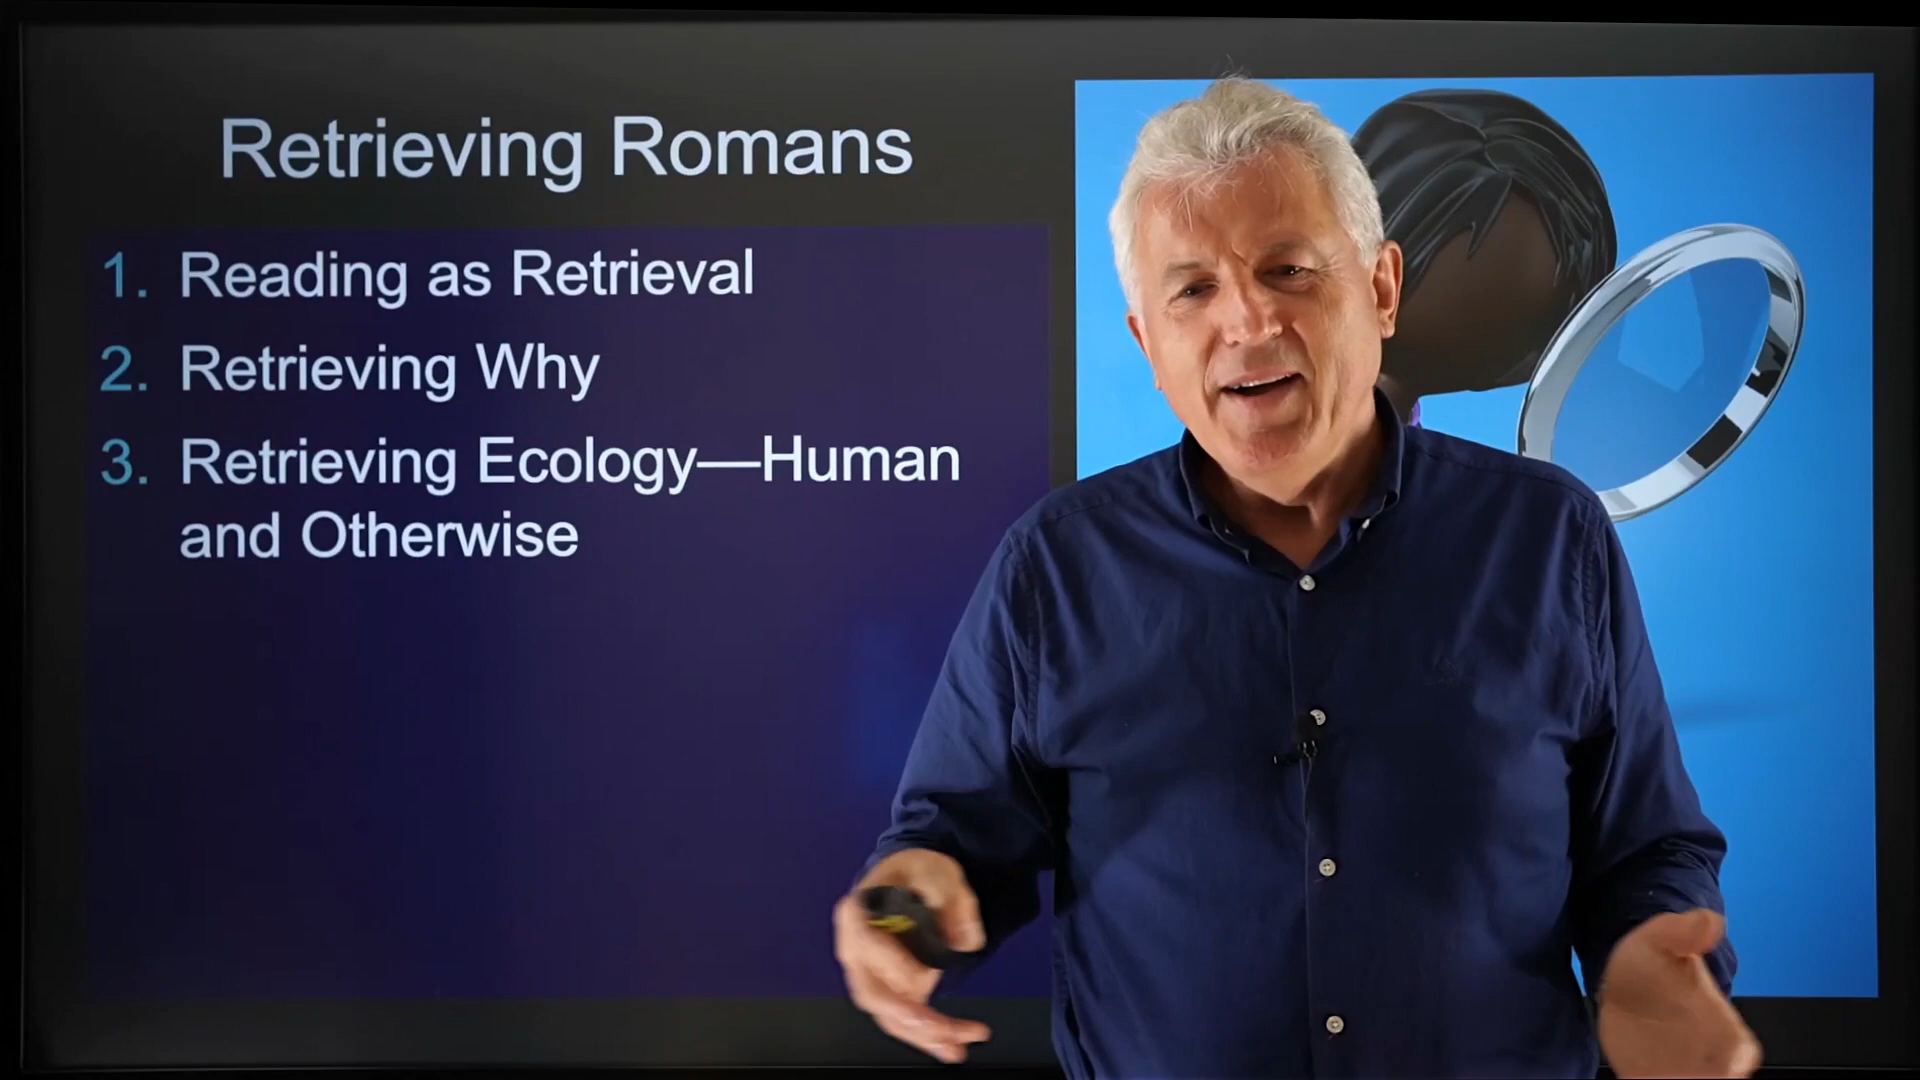 Retrieving Romans
1. Reading as Retrieval
2. Retrieving Why
3. Retrieving Ecology—Human
and Otherwise